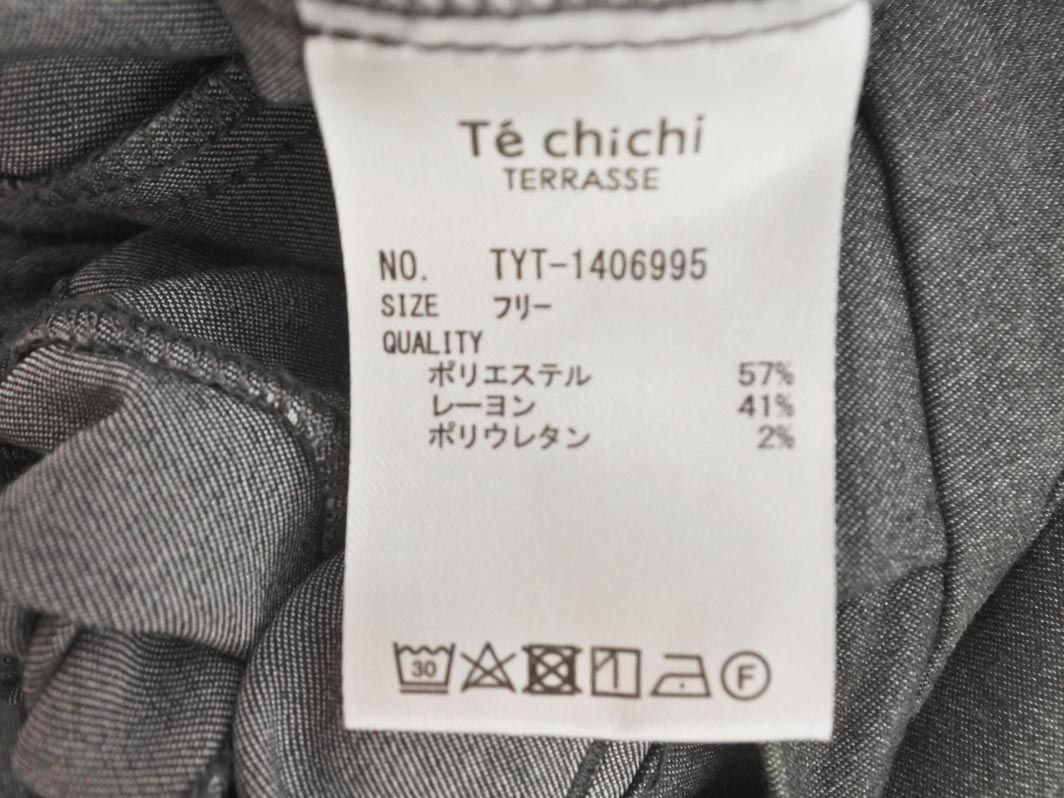 Té chichi
TERRASSE
NO. TYT-1406995
SIZE フリー
QUALITY
ポリエステル 57%
レーヨン 41%
ポリウレタン 2%
30 F